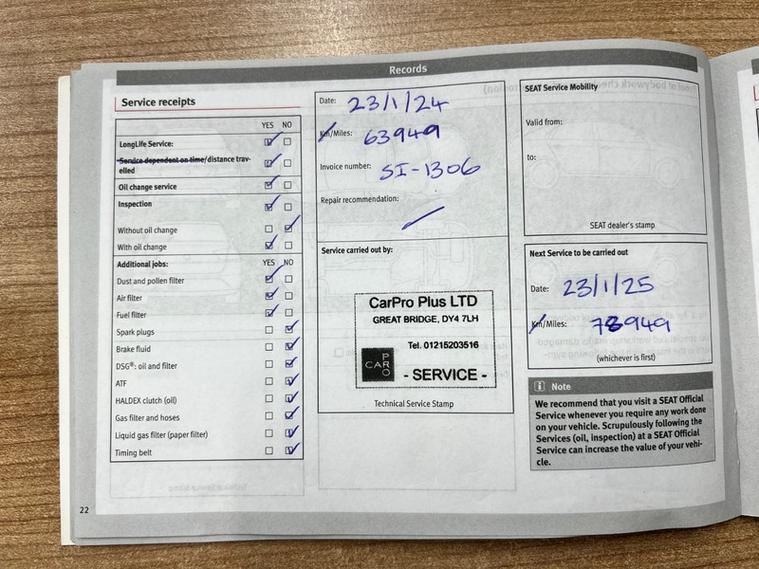 Records
Service receipts
YES NO
LongLife Service:
Service dependent on time/distance trav-
elled
Oil change service
Inspection
Without oil change
With oil change
Additional jobs: YES NO
Dust and pollen filter
Air filter
Fuel filter
Spark plugs
Brake fluid
DSG®: oil and filter
ATF
HALDEX clutch (oil)
Gas filter and hoses
Liquid gas filter (paper filter)
Timing belt
22
Date: 23/1/24
Km/Miles: 63949
Invoice number: SI-1306
Repair recommendation:
Service carried out by:
CarPro Plus LTD
GREAT BRIDGE, DY4 7LH
Tel. 01215203516
CAR PRO
- SERVICE -
Technical Service Stamp
SEAT Service Mobility
Valid from:
to:
SEAT dealer's stamp
Next Service to be carried out
Date: 23/1/25
Km/Miles: 73949
(whichever is first)
i Note
We recommend that you visit a SEAT Official
Service whenever you require any work done
on your vehicle. Scrupulously following the
Services (oil, inspection) at a SEAT Official
Service can increase the value of your vehi-
cle.